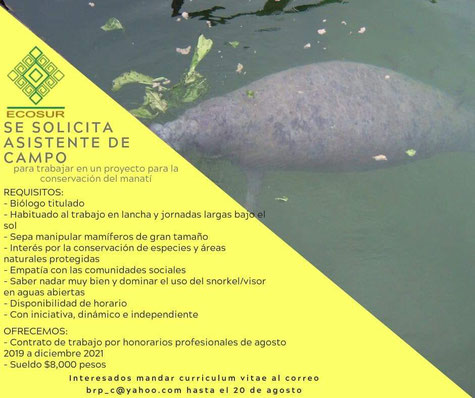 ECOSUR
SE SOLICITA
ASISTENTE DE
CAMPO
para trabajar en un proyecto para la
conservación del manatí
REQUISITOS:
- Biólogo titulado
- Habituado al trabajo en lancha y jornadas largas bajo el
sol
- Sepa manipular mamíferos de gran tamaño
- Interés por la conservación de especies y áreas
naturales protegidas
- Empatía con las comunidades sociales
- Saber nadar muy bien y dominar el uso del snorkel/visor
en aguas abiertas
- Disponibilidad de horario
- Con iniciativa, dinámico e independiente
OFRECEMOS:
- Contrato de trabajo por honorarios profesionales de agosto
2019 a diciembre 2021
- Sueldo $8,000 pesos
Interesados mandar curriculum vitae al correo
brp_c@yahoo.com hasta el 20 de agosto